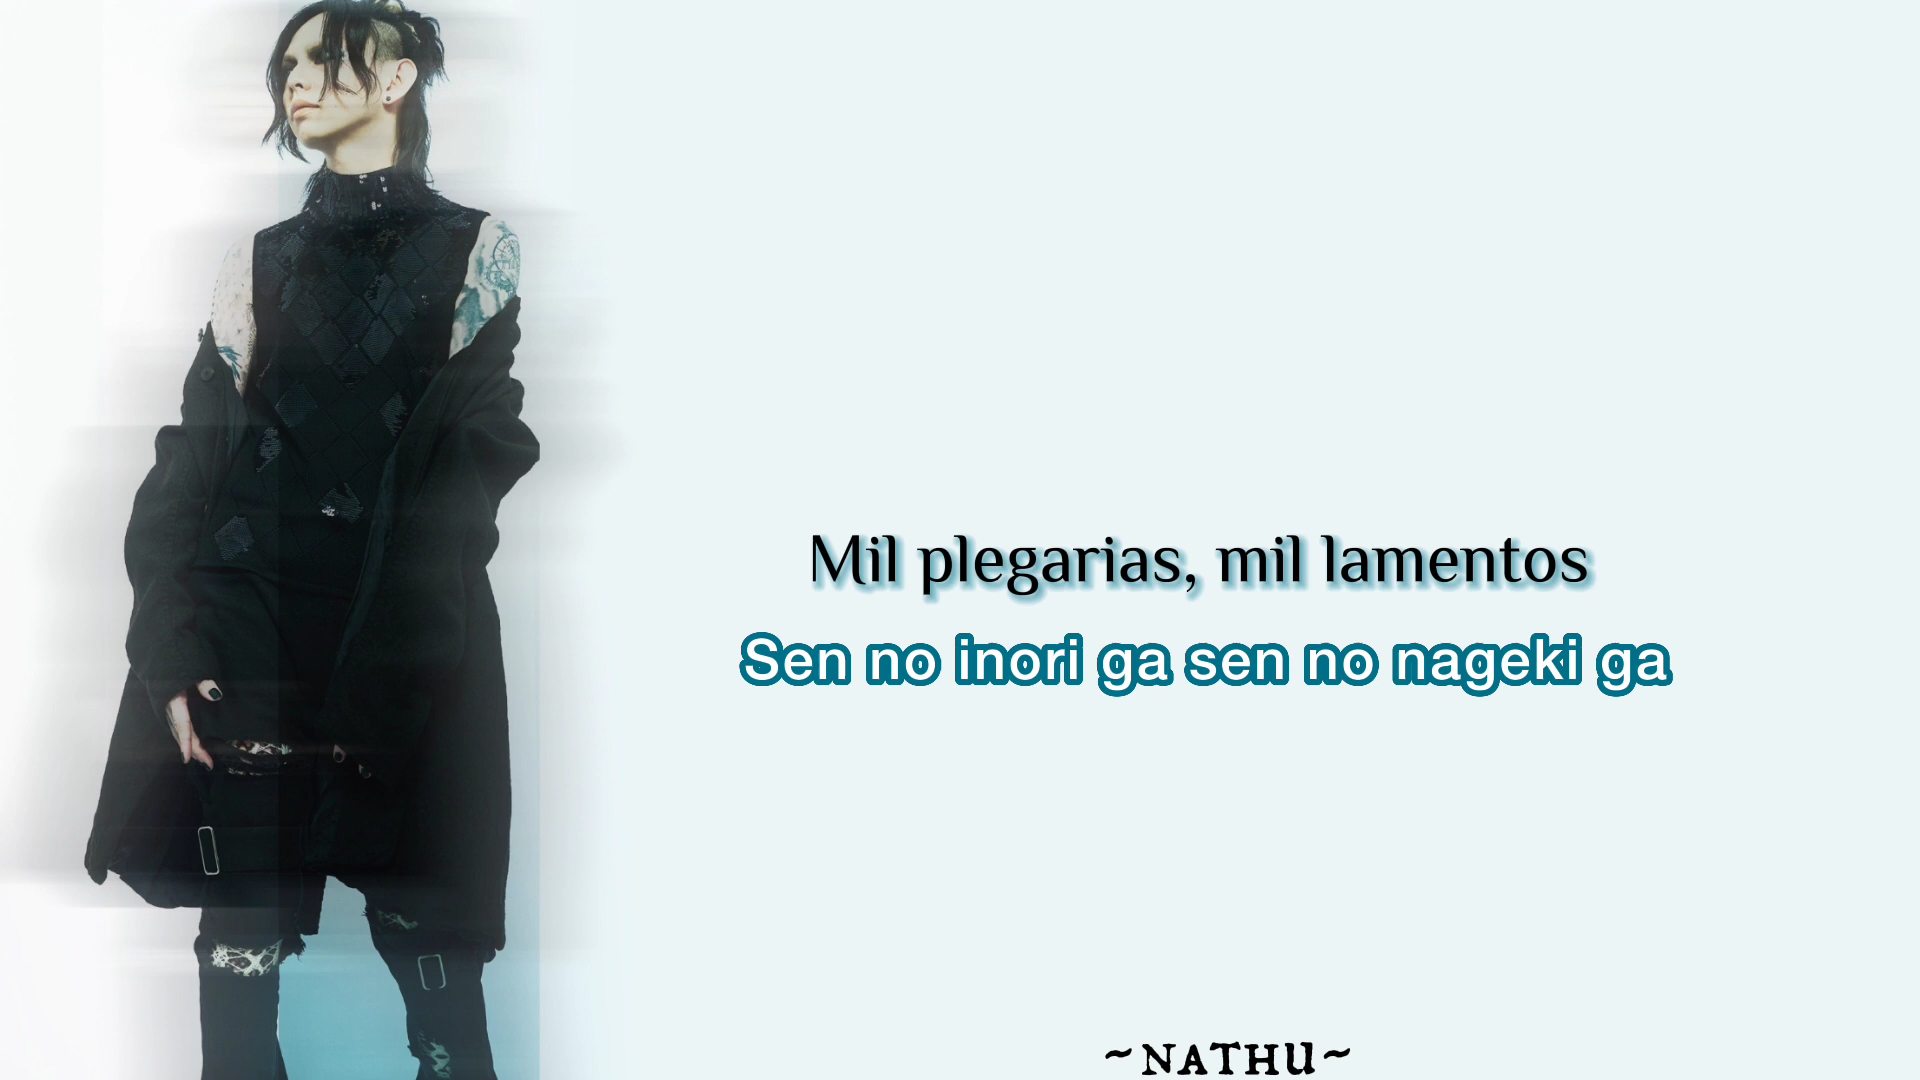 Mil plegarias, mil lamentos
Sen no inori ga sen no nageki ga
~NATHU~